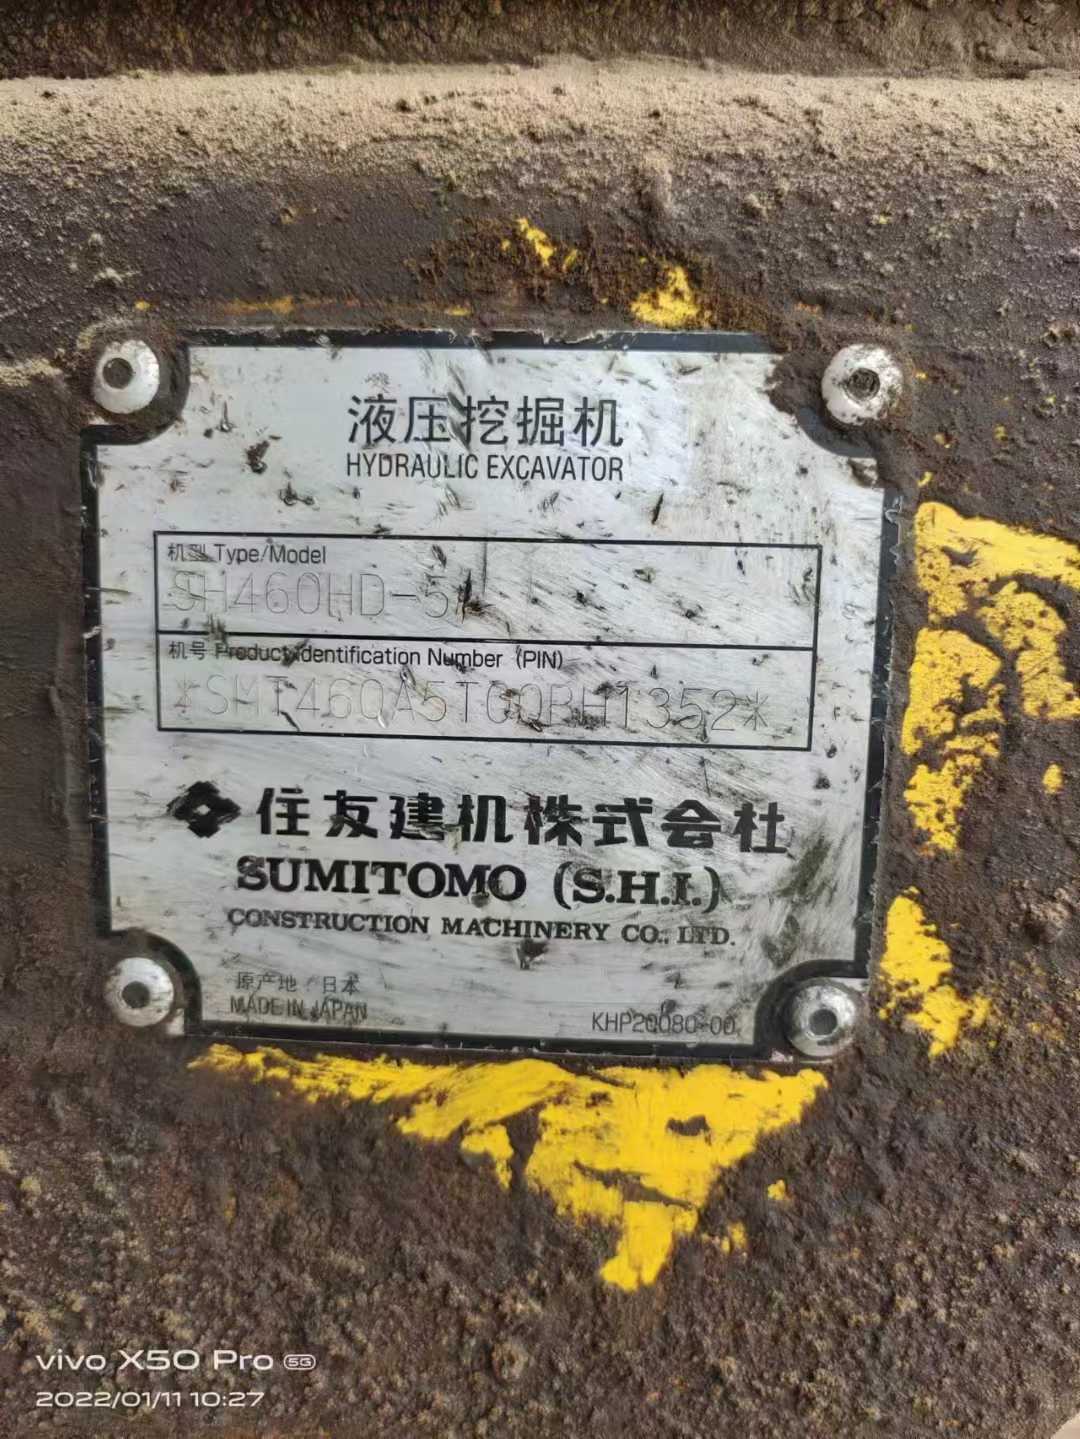 液压挖掘机
HYDRAULIC EXCAVATOR
机型 Type/Model
SH460HD-5
机号 Product Identification Number (PIN)
*SMT460A5T00BH1352*
住友建机株式会社
SUMITOMO (S.H.I.)
CONSTRUCTION MACHINERY CO., LTD.
原产地/日本
MADE IN JAPAN
KHP20080-00
vivo X50 Pro 5G
2022/01/11 10:27